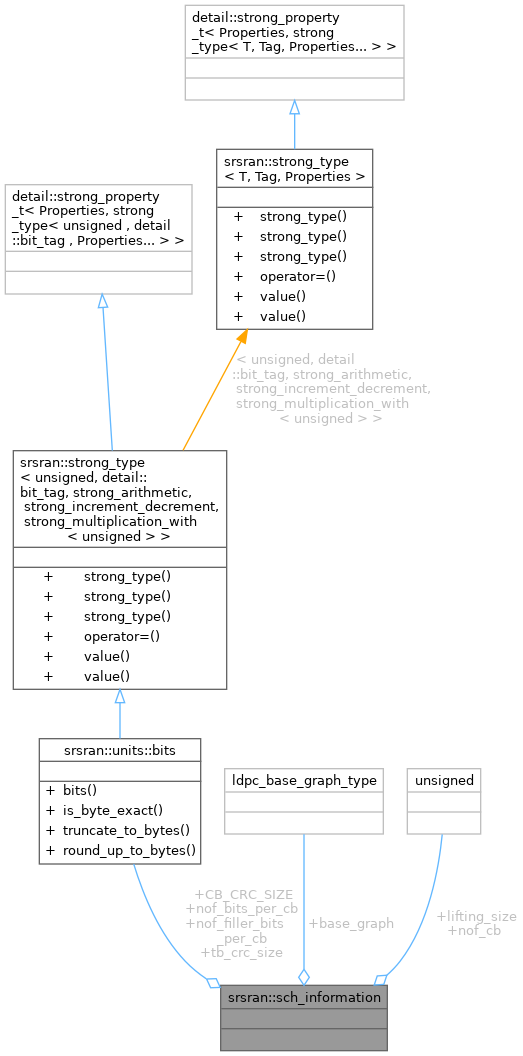 detail::strong_property
_t< Properties, strong
_type< T, Tag, Properties... > >
srsran::strong_type
< T, Tag, Properties >
+ strong_type()
+ strong_type()
+ strong_type()
+ operator=()
+ value()
+ value()
detail::strong_property
_t< Properties, strong
_type< unsigned , detail
::bit_tag , Properties... > >
< unsigned, detail
::bit_tag, strong_arithmetic,
strong_increment_decrement,
strong_multiplication_with
< unsigned > >
srsran::strong_type
< unsigned, detail::
bit_tag, strong_arithmetic,
strong_increment_decrement,
strong_multiplication_with
< unsigned > >
+ strong_type()
+ strong_type()
+ strong_type()
+ operator=()
+ value()
+ value()
srsran::units::bits
+ bits()
+ is_byte_exact()
+ truncate_to_bytes()
+ round_up_to_bytes()
ldpc_base_graph_type
unsigned
+CB_CRC_SIZE
+nof_bits_per_cb
+nof_filler_bits
_per_cb
+tb_crc_size
+base_graph
+lifting_size
+nof_cb
srsran::sch_information